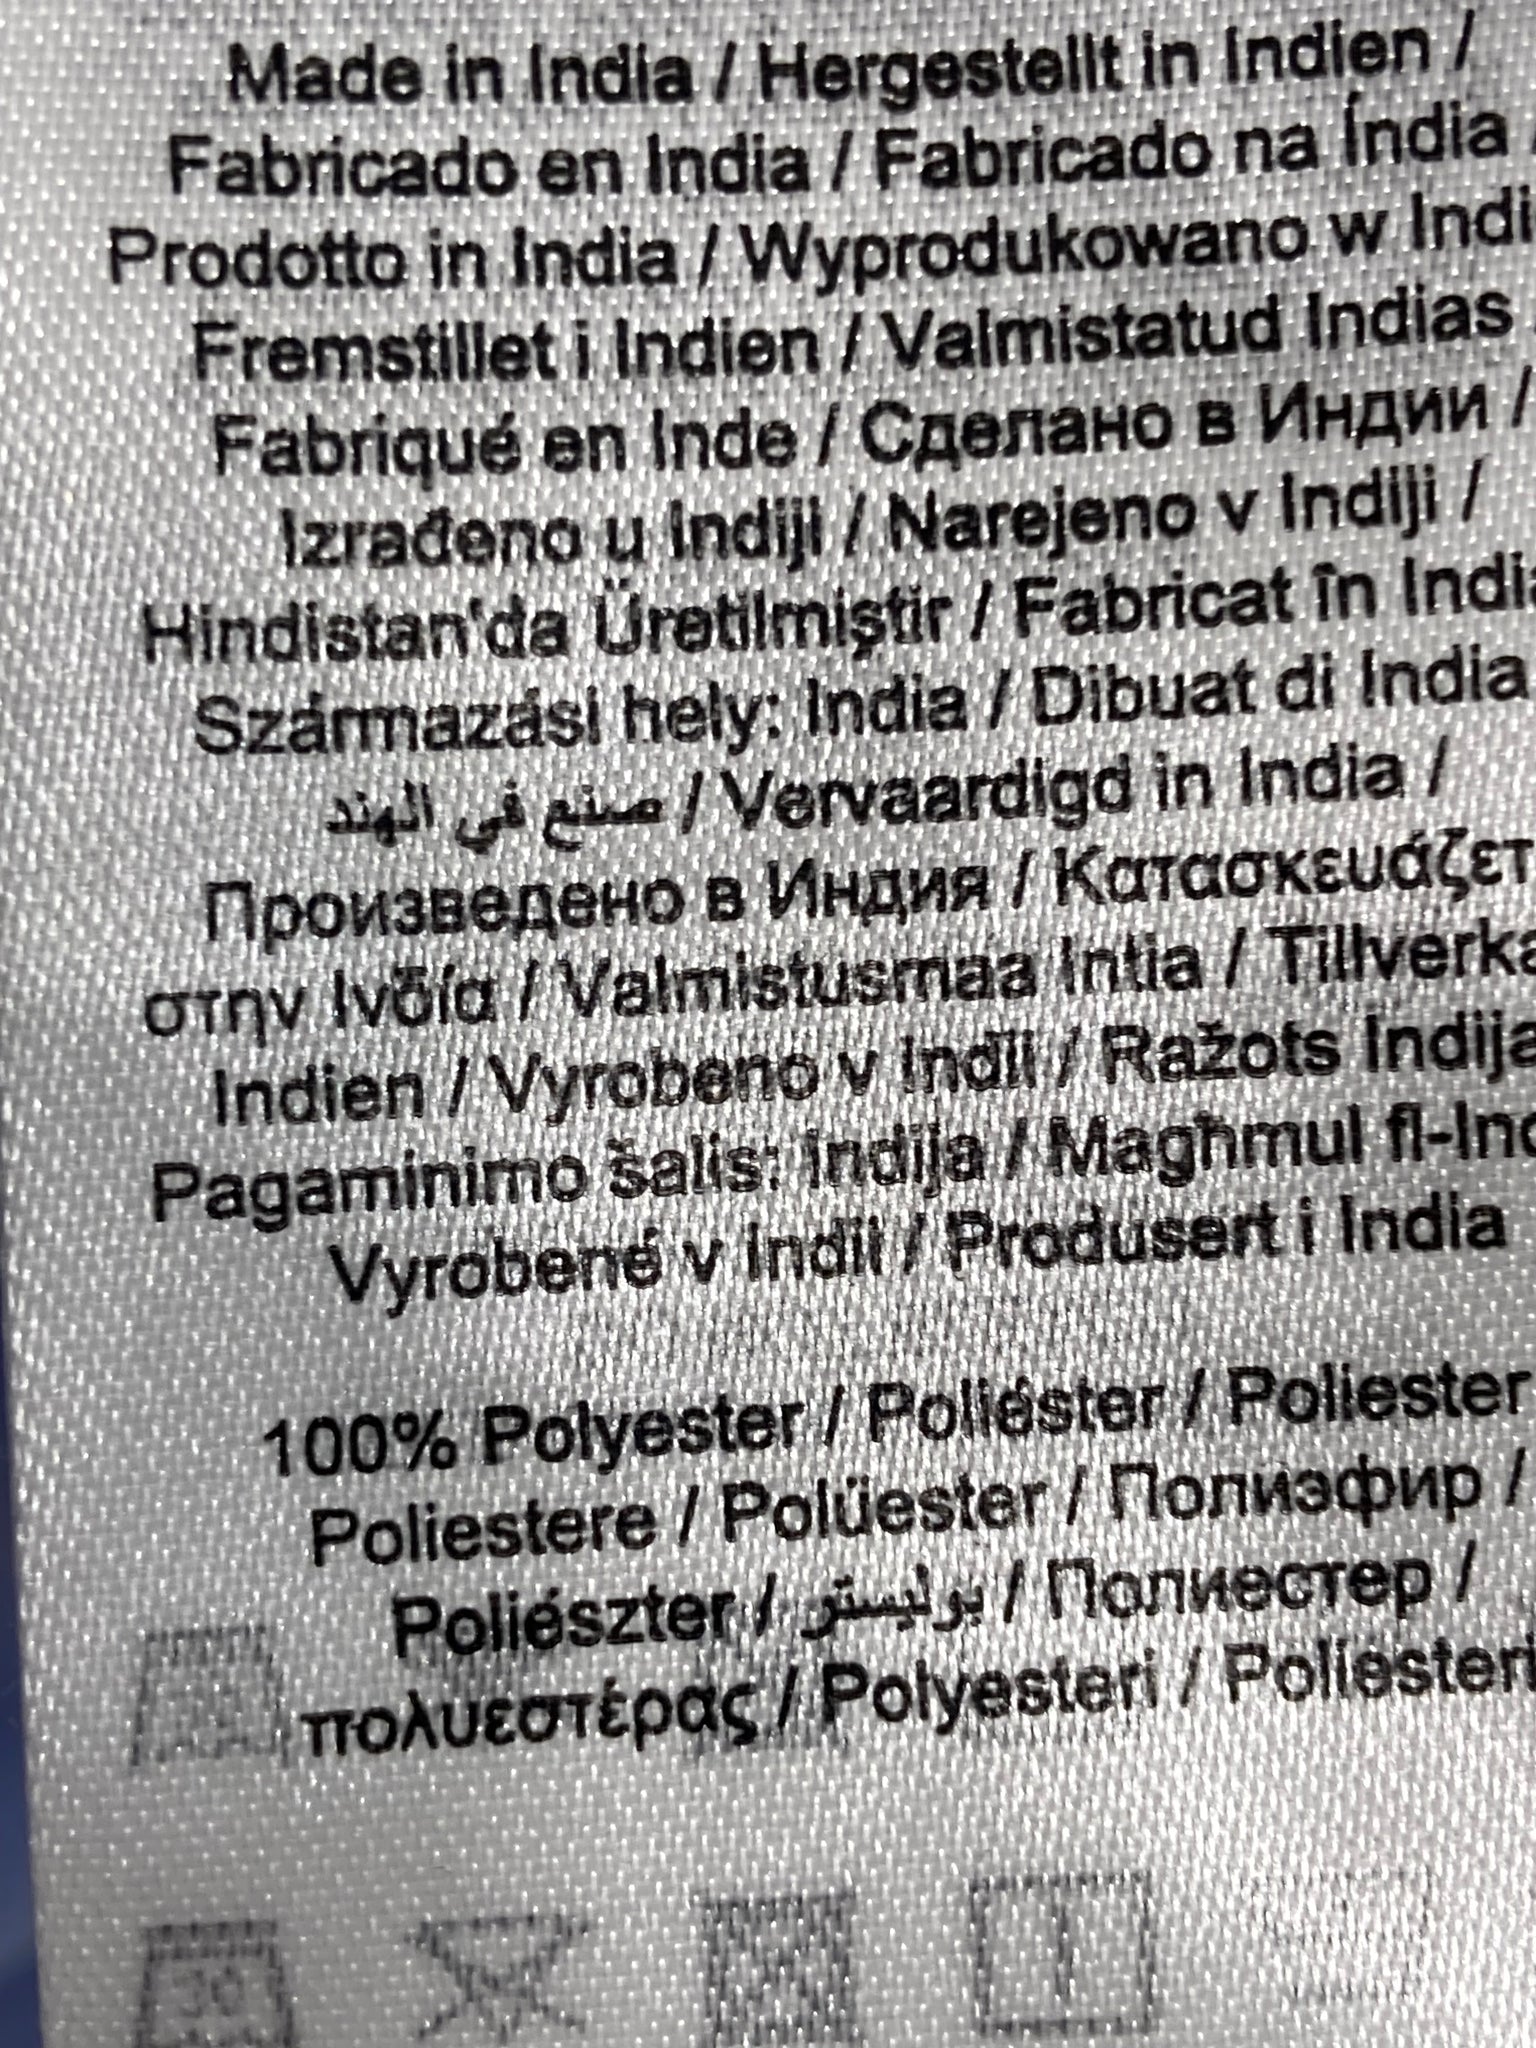 Made in India / Hergestellt in Indien /
Fabricado en India / Fabricado na Índia /
Prodotto in India / Wyprodukowano w Indi
Fremstillet i Indien / Valmistatud Indias
Fabriqué en Inde / Сделано в Индии /
Izrađeno u Indiji / Narejeno v Indiji /
Hindistan'da Üretilmiştir / Fabricat în India
Származási hely: India / Dibuat di India
صنع في الهند / Vervaardigd in India /
Произведено в Индия / Κατασκευάζετ
στην Ινδία / Valmistusmaa Intia / Tillverka
Indien / Vyrobeno v Indii / Ražots Indija
Pagaminimo šalis: Indija / Magħmul fl-Ind
Vyrobené v Indii / Produsert i India
100% Polyester / Poliéster / Poliester
Poliestere / Polüester / Полиэфир /
Poliészter / بوليستر / Полиестер /
πολυεστέρας / Polyesteri / Poliesteri
30